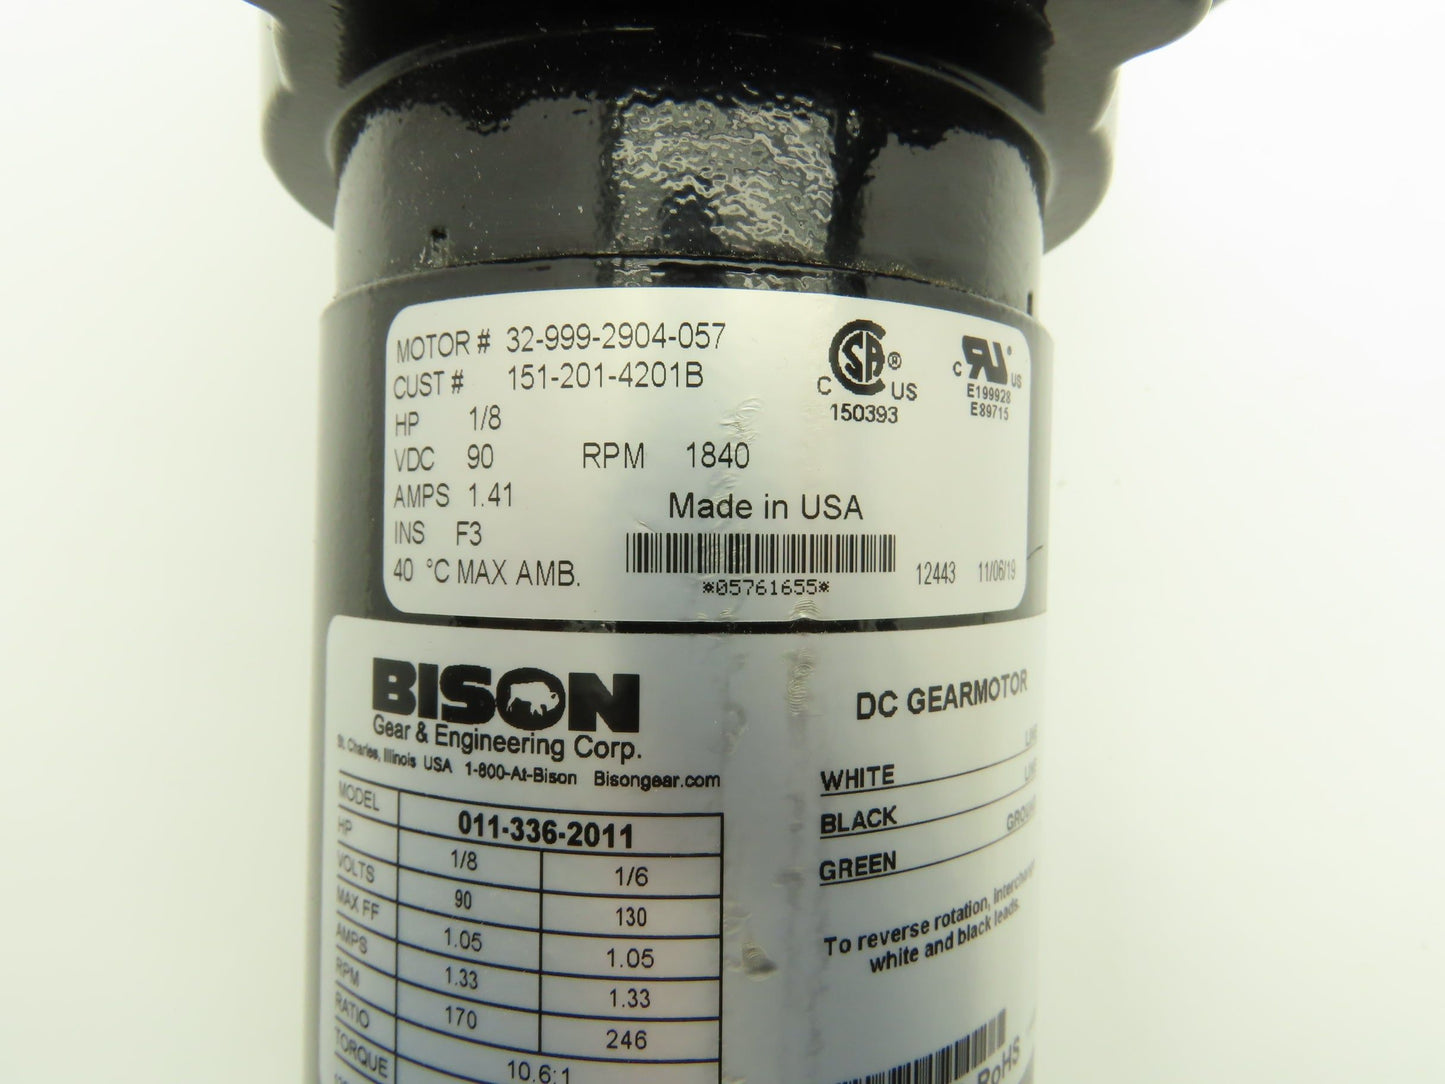 MOTOR # 32-999-2904-057
CUST # 151-201-4201B
HP 1/8
VDC 90 RPM 1840
AMPS 1.41
INS F3
40 °C MAX AMB.
Made in USA
*05761655*
12443 11/06/19
CSA ®
C US
150393
C RU ® US
E199928
E89715
BISON
Gear & Engineering Corp.
St. Charles, Illinois USA 1-800-At-Bison Bisongear.com
MODEL 011-336-2011
HP 1/8 1/6
VOLTS 90 130
MAX FF 1.05 1.05
AMPS 1.33 1.33
RPM 170 246
RATIO 10.6:1
TORQUE
DC GEARMOTOR
WHITE
BLACK
GREEN
To reverse rotation,
white and black leads.
RoHS